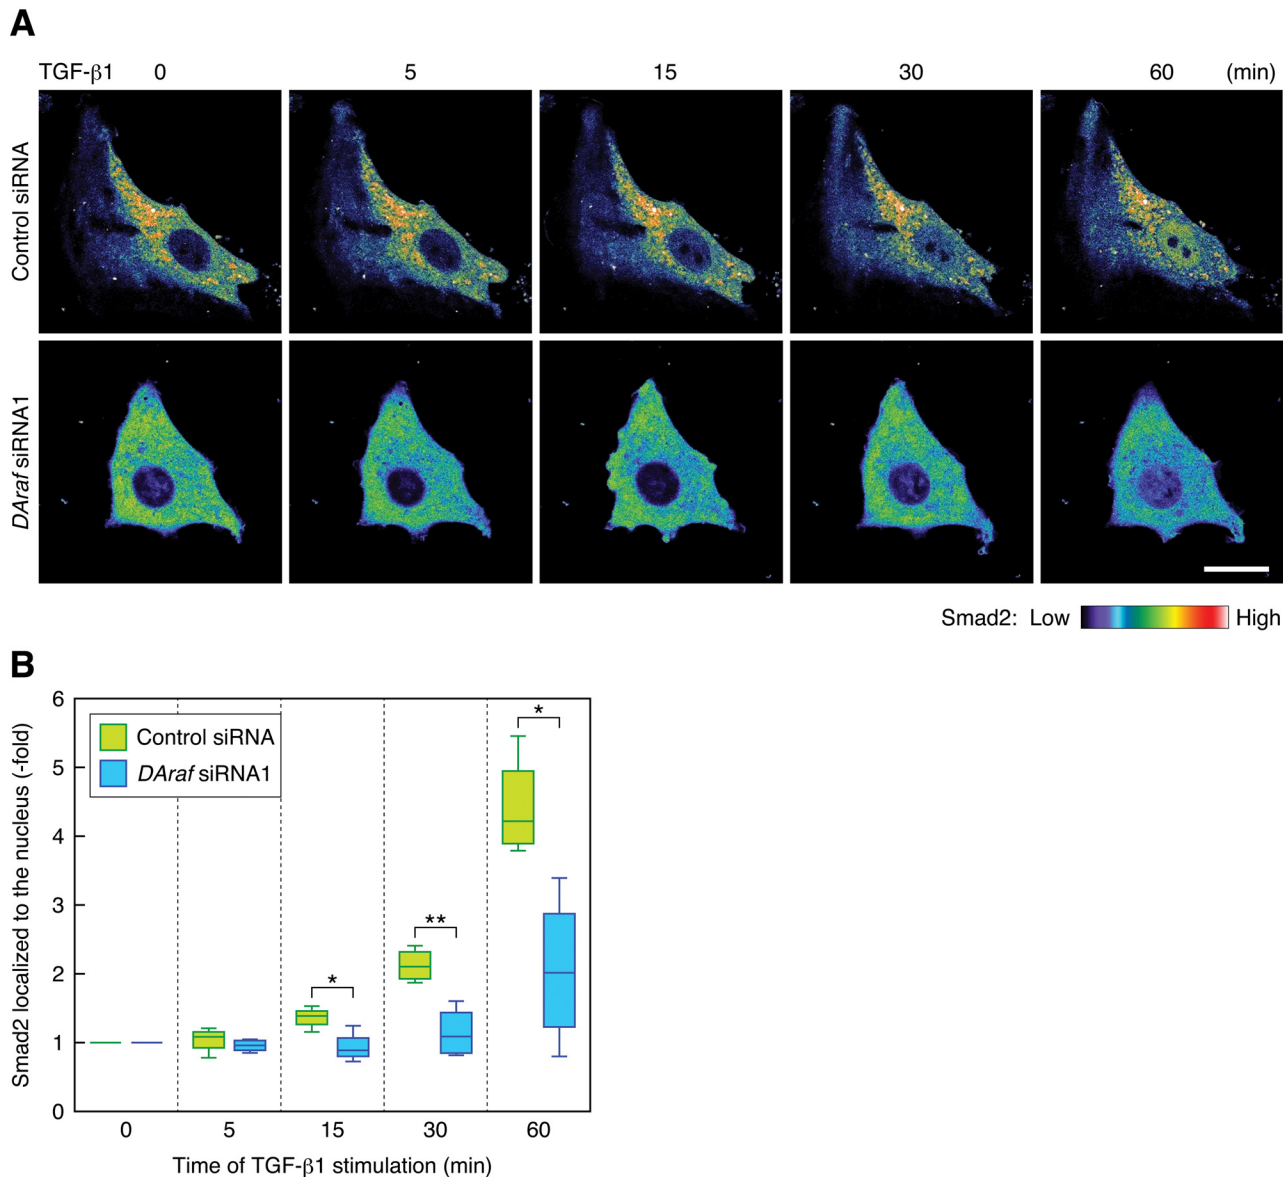 A
TGF-β1 0 5 15 30 60 (min)
Control siRNA
DAraf siRNA1
Smad2: Low High
B
Smad2 localized to the nucleus (-fold)
6
5
4
3
2
1
0
Control siRNA
DAraf siRNA1
*
**
*
0 5 15 30 60
Time of TGF-β1 stimulation (min)